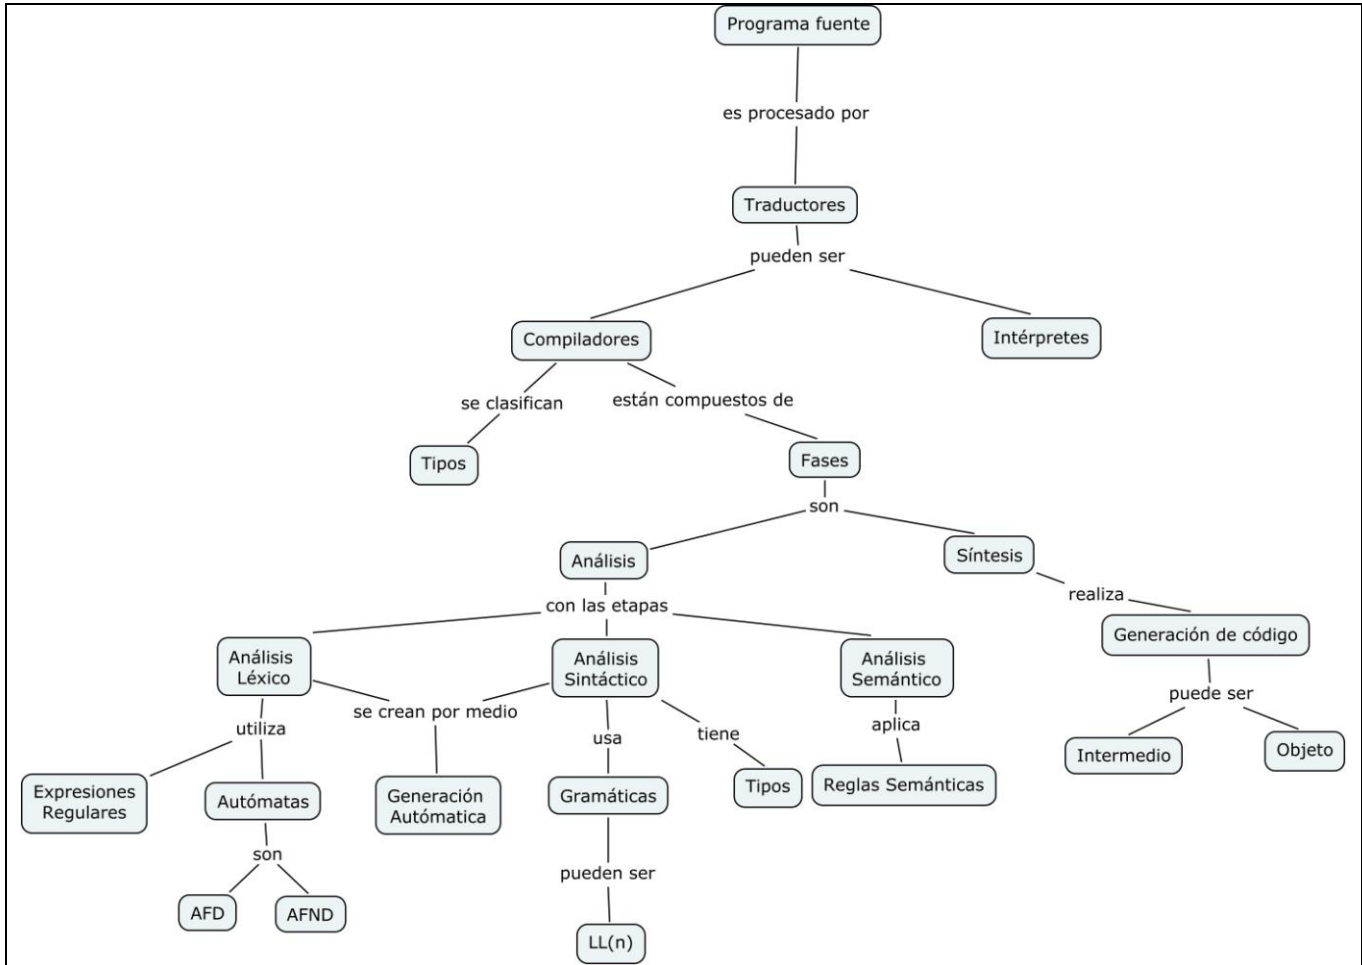 Programa fuente
es procesado por
Traductores
pueden ser
Compiladores
Intérpretes
se clasifican
están compuestos de
Tipos
Fases
son
Análisis
Síntesis
con las etapas
realiza
Generación de código
Análisis
Léxico
Análisis
Sintáctico
Análisis
Semántico
se crean por medio
puede ser
utiliza
usa
tiene
aplica
Intermedio
Objeto
Expresiones
Regulares
Autómatas
Generación
Autómatica
Gramáticas
Tipos
Reglas Semánticas
son
pueden ser
AFD
AFND
LL(n)